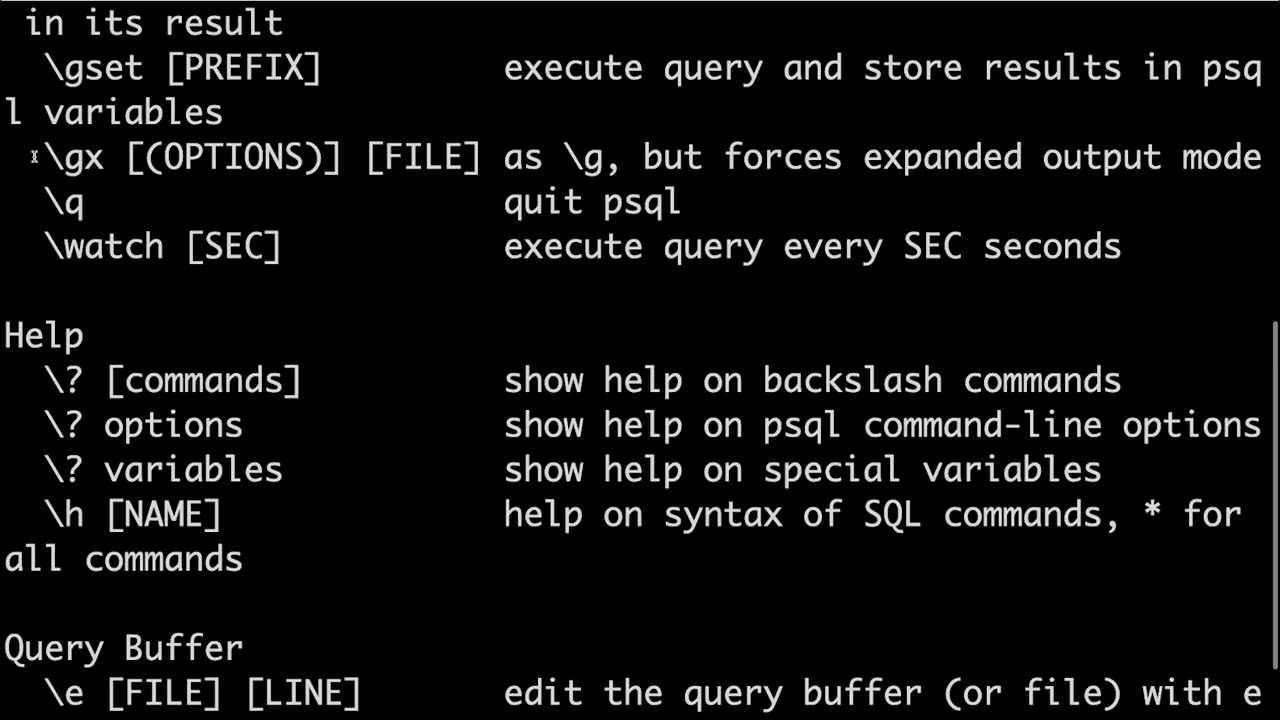 in its result
\gset [PREFIX] execute query and store results in psq
l variables
\gx [(OPTIONS)] [FILE] as \g, but forces expanded output mode
\q quit psql
\watch [SEC] execute query every SEC seconds
Help
\? [commands] show help on backslash commands
\? options show help on psql command-line options
\? variables show help on special variables
\h [NAME] help on syntax of SQL commands, * for
all commands
Query Buffer
\e [FILE] [LINE] edit the query buffer (or file) with e